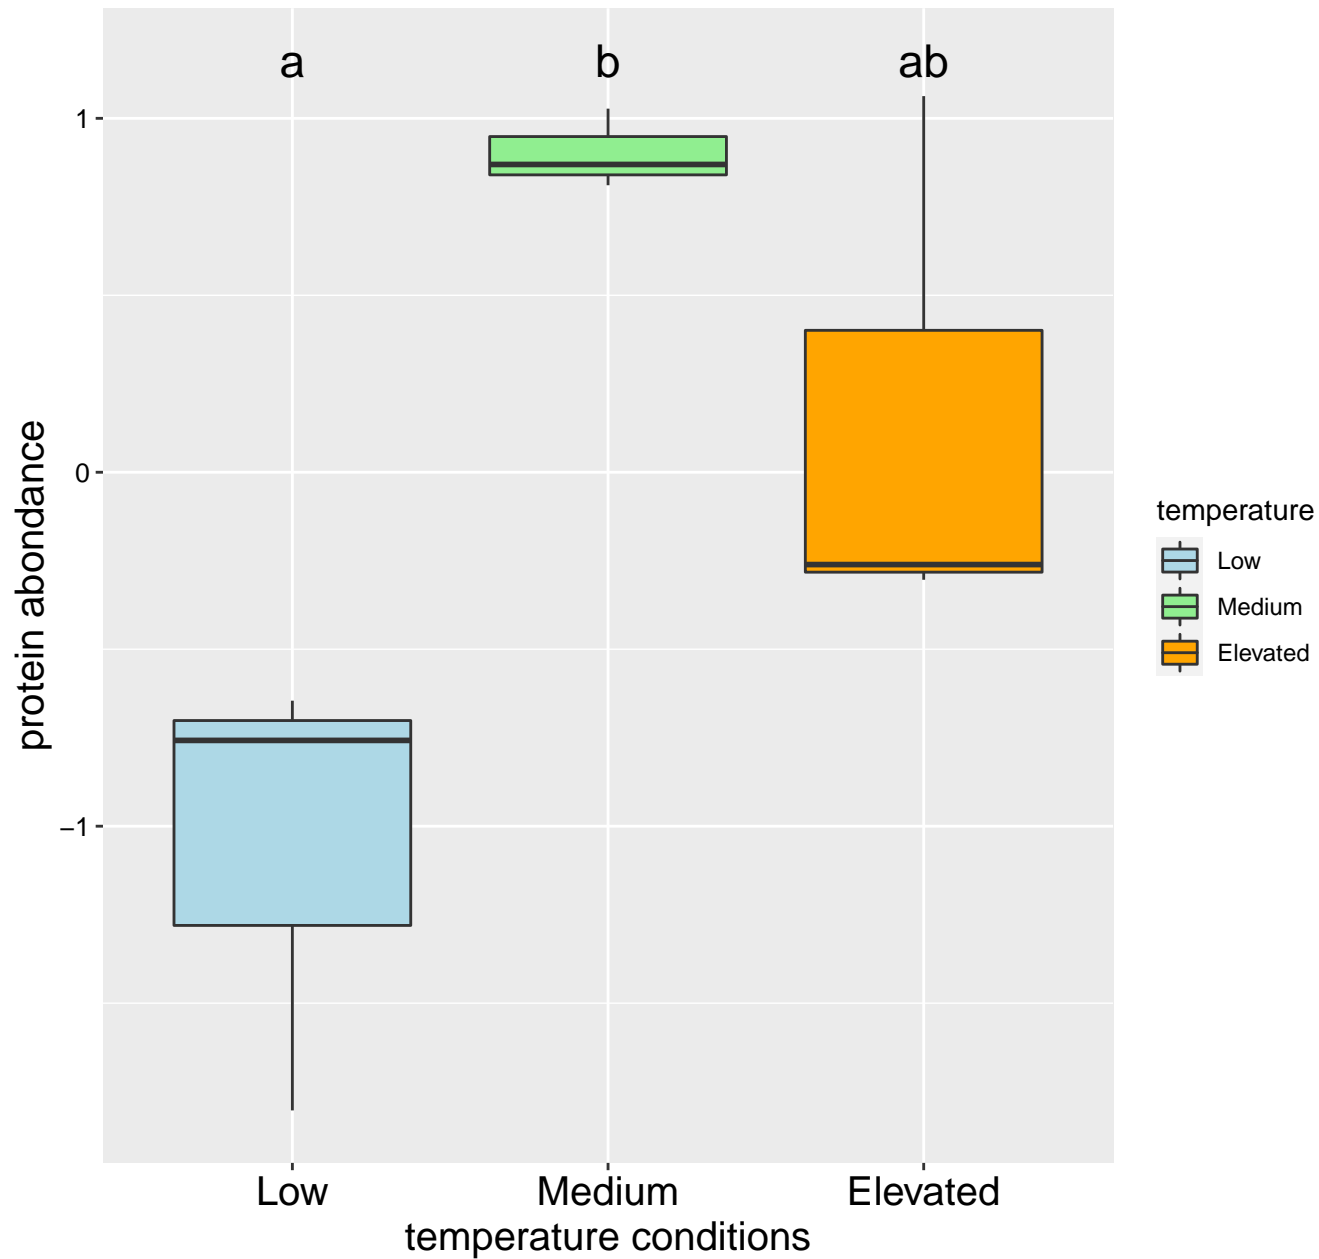 a b ab
1
0
−1
protein abondance
Low Medium Elevated
temperature conditions
temperature
Low
Medium
Elevated